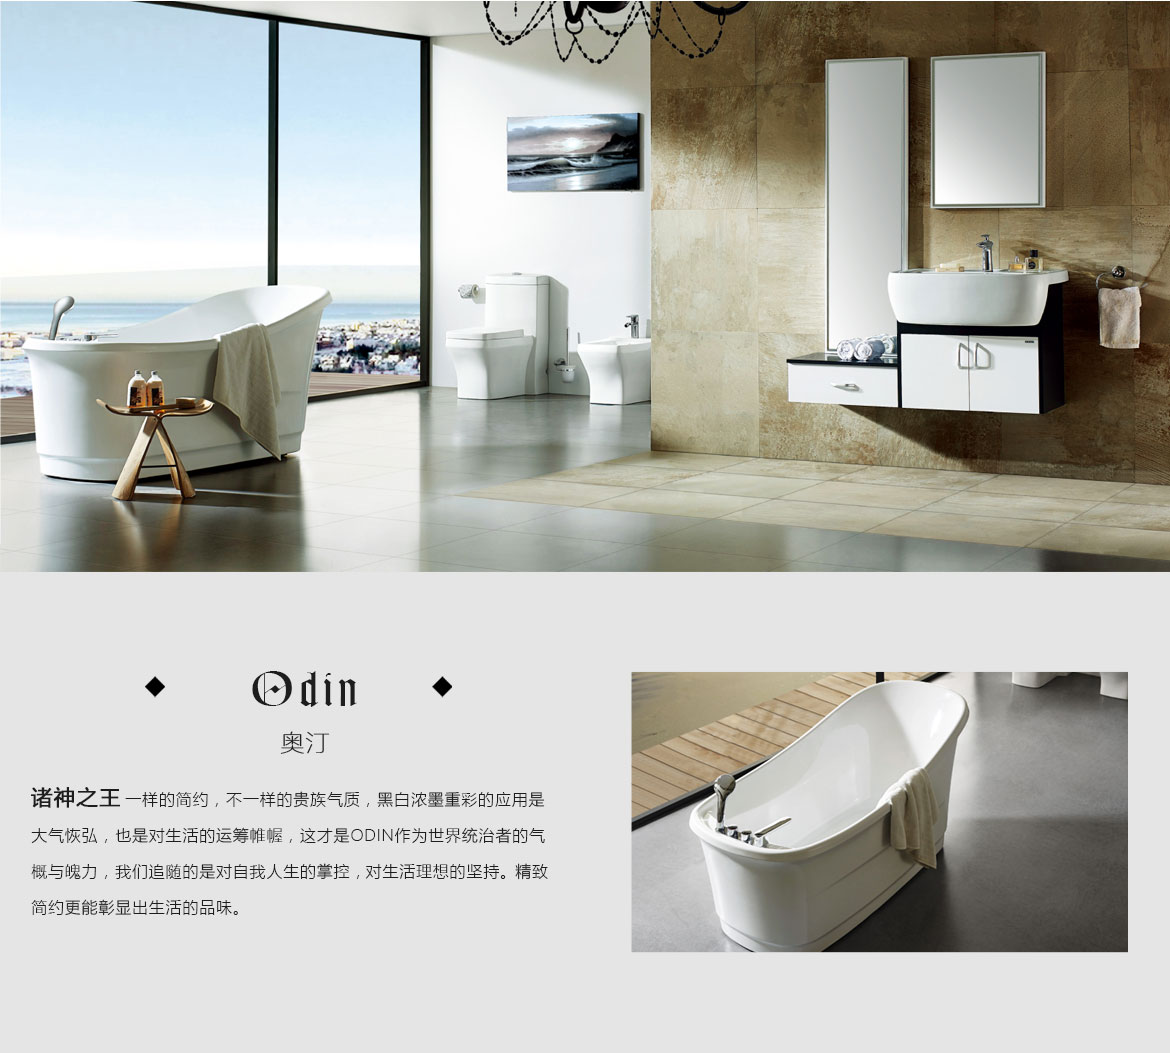 Odin
奥汀
诸神之王 一样的简约，不一样的贵族气质，黑白浓墨重彩的应用是
大气恢弘，也是对生活的运筹帷幄，这才是ODIN作为世界统治者的气
概与魄力，我们追随的是对自我人生的掌控，对生活理想的坚持。精致
简约更能彰显出生活的品味。